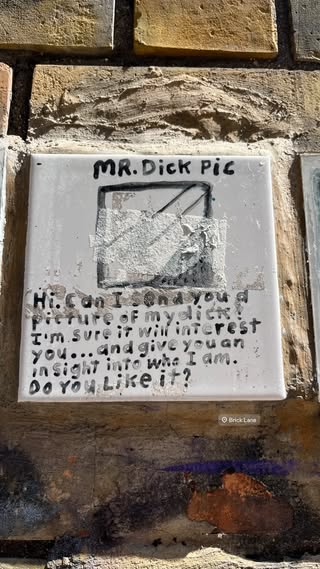 MR. Dick Pic
Hi. Can I send you a
picture of my dick?
I'm sure it will interest
you...and give you an
insight into who I am.
Do You Like it?
Brick Lane